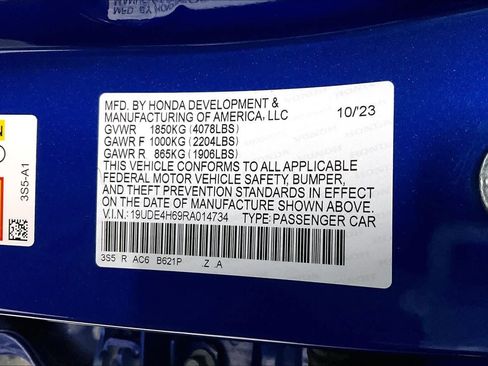 MFD. BY HONDA DEVELOPMENT &
MANUFACTURING OF AMERICA, LLC 10/'23
GVWR 1850KG (4078LBS)
GAWR F 1000KG (2204LBS)
GAWR R 865KG (1906LBS)
THIS VEHICLE CONFORMS TO ALL APPLICABLE
FEDERAL MOTOR VEHICLE SAFETY, BUMPER,
AND THEFT PREVENTION STANDARDS IN EFFECT
ON THE DATE OF MANUFACTURE SHOWN ABOVE.
V.I.N.: 19UDE4H69RA014734 TYPE:PASSENGER CAR
3S5 R AC6 B621P .Z .A
3S5-A1